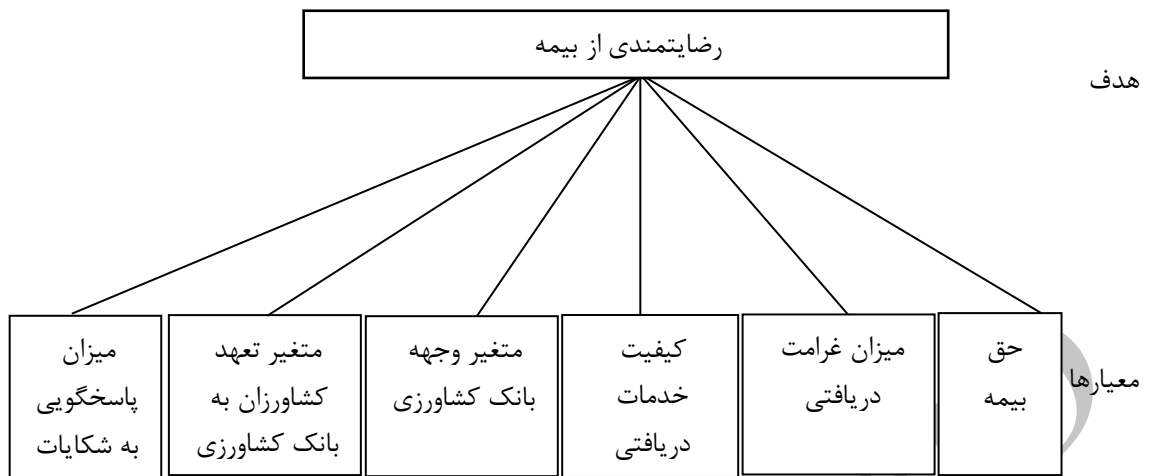 رضایتمندی از بیمه
هدف
معیارها
حق
بیمه
میزان غرامت
دریافتی
کیفیت
خدمات
دریافتی
متغیر وجهه
بانک کشاورزی
متغیر تعهد
کشاورزان به
بانک کشاورزی
میزان
پاسخگویی
به شکایات